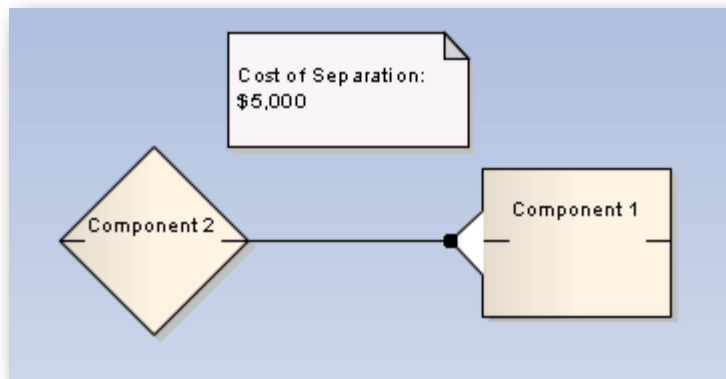 Cost of Separation:
$5,000
Component 2
Component 1